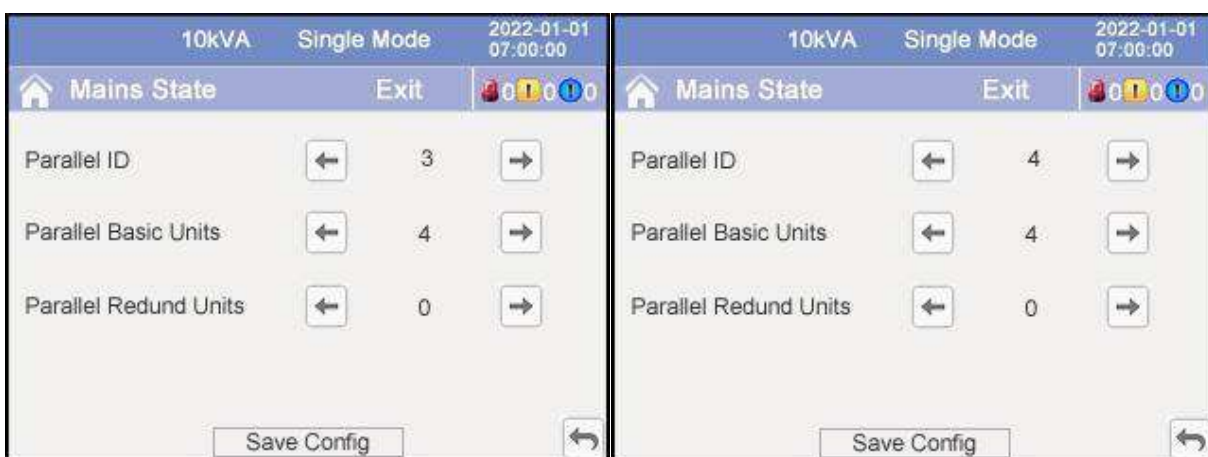 10kVA Single Mode 2022-01-01 07:00:00
Mains State Exit 0 0 0
Parallel ID 3
Parallel Basic Units 4
Parallel Redund Units 0
Save Config
10kVA Single Mode 2022-01-01 07:00:00
Mains State Exit 0 0 0
Parallel ID 4
Parallel Basic Units 4
Parallel Redund Units 0
Save Config